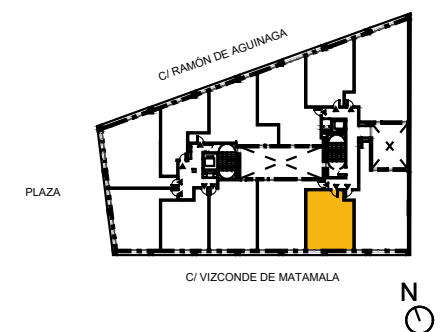 C/ RAMÓN DE AGUINAGA
PLAZA
C/ VIZCONDE DE MATAMALA
N